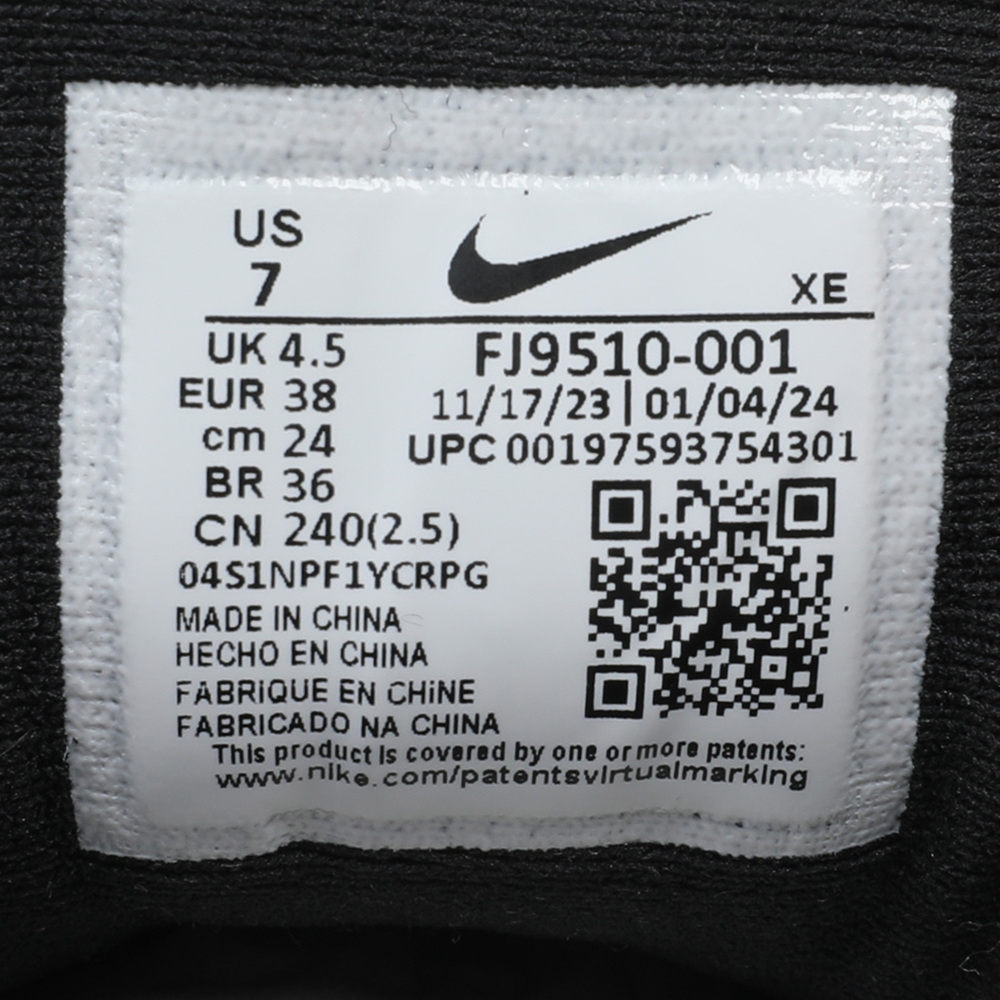 US
7
XE
UK 4.5
EUR 38
cm 24
BR 36
CN 240(2.5)
FJ9510-001
11/17/23 | 01/04/24
UPC 00197593754301
04S1NPF1YCRPG
MADE IN CHINA
HECHO EN CHINA
FABRIQUE EN CHINE
FABRICADO NA CHINA
This product is covered by one or more patents:
www.nike.com/patentsvirtualmarking